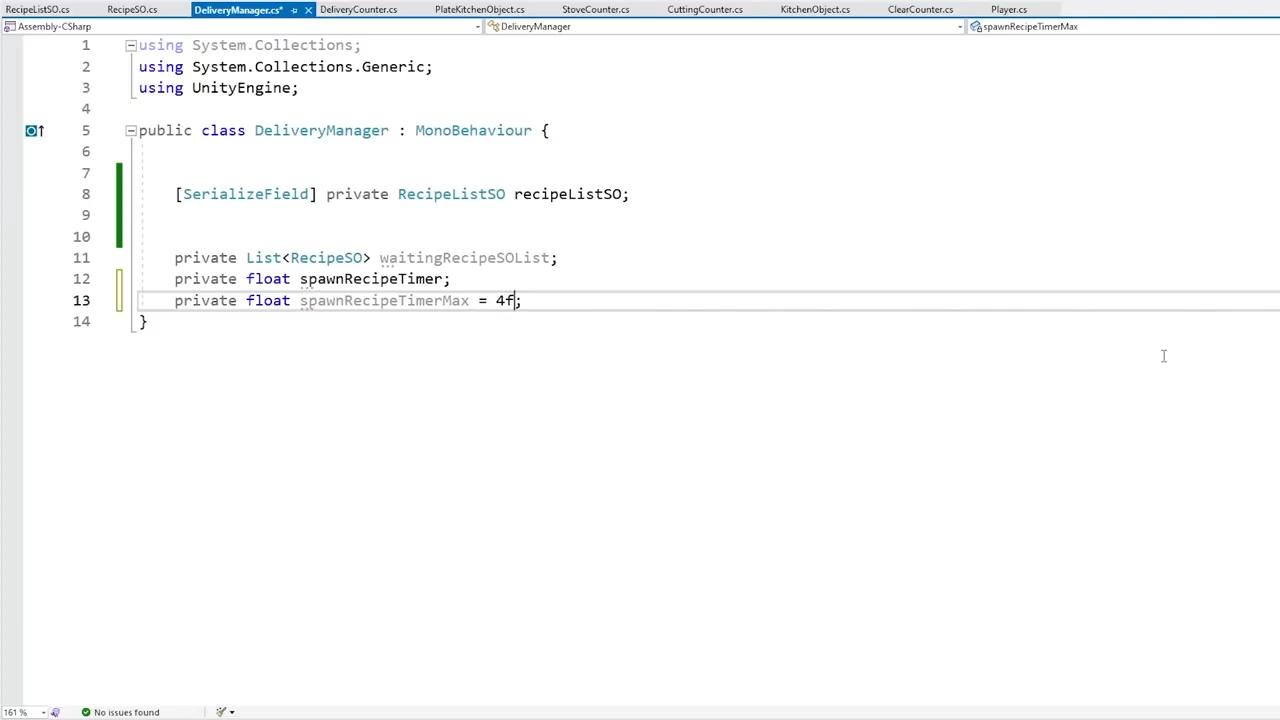 RecipeListSO.cs RecipeSO.cs DeliveryManager.cs* DeliveryCounter.cs PlateKitchenObject.cs StoveCounter.cs CuttingCounter.cs KitchenObject.cs ClearCounter.cs Player.cs
Assembly-CSharp DeliveryManager spawnRecipeTimerMax
1 using System.Collections;
2 using System.Collections.Generic;
3 using UnityEngine;
4
5 public class DeliveryManager : MonoBehaviour {
6
7
8 [SerializeField] private RecipeListSO recipeListSO;
9
10
11 private List<RecipeSO> waitingRecipeSOList;
12 private float spawnRecipeTimer;
13 private float spawnRecipeTimerMax = 4f;
14 }
161 % No issues found